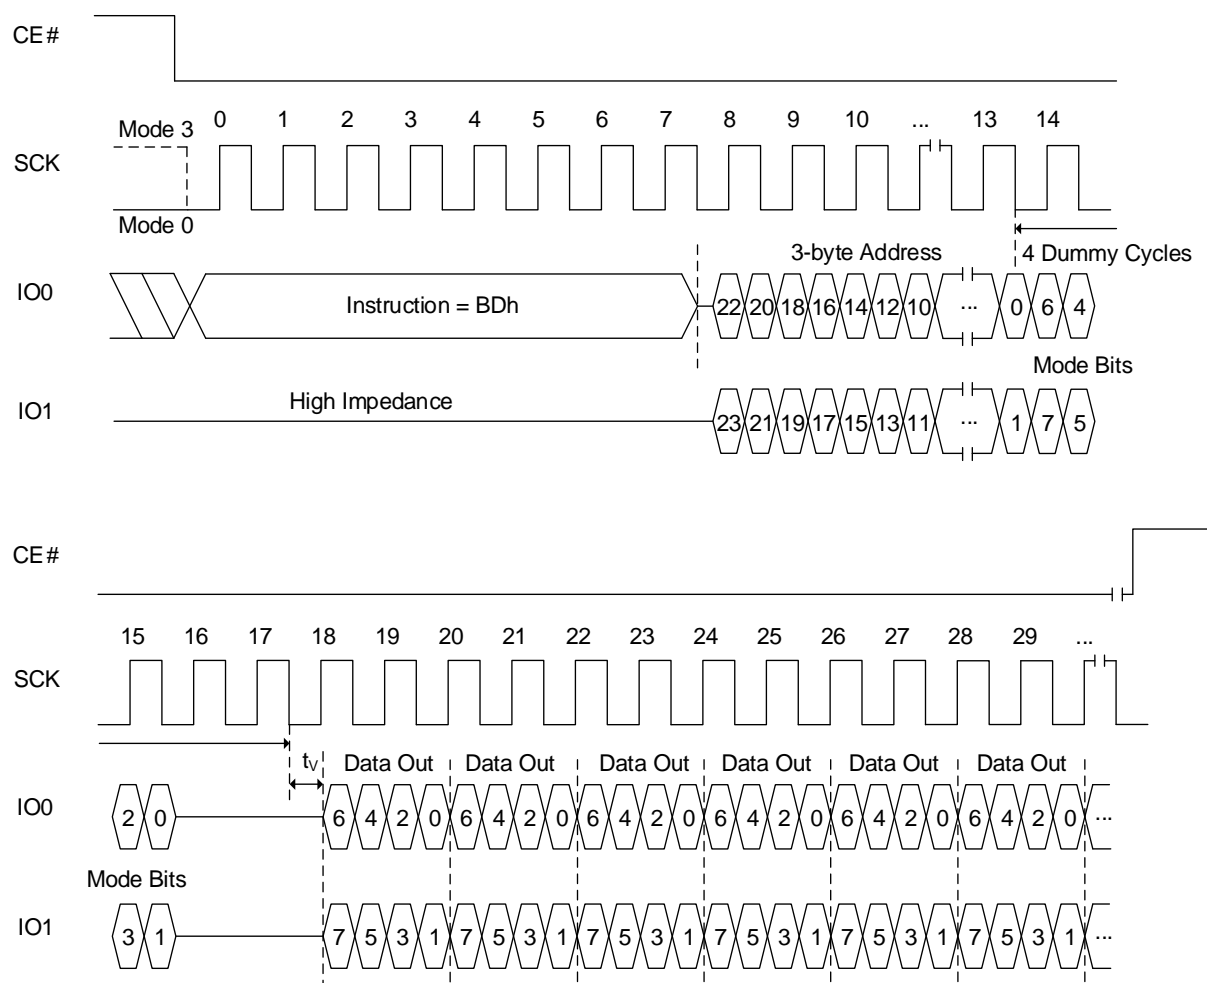 CE#
Mode 3 0 1 2 3 4 5 6 7 8 9 10 ... 13 14
SCK
Mode 0
3-byte Address 4 Dummy Cycles
IO0 Instruction = BDh 22 20 18 16 14 12 10 ... 0 6 4
Mode Bits
IO1 High Impedance 23 21 19 17 15 13 11 ... 1 7 5
CE#
15 16 17 18 19 20 21 22 23 24 25 26 27 28 29 ...
SCK
tV Data Out Data Out Data Out Data Out Data Out Data Out
IO0 2 0 6 4 2 0 6 4 2 0 6 4 2 0 6 4 2 0 6 4 2 0 6 4 2 0 ...
Mode Bits
IO1 3 1 7 5 3 1 7 5 3 1 7 5 3 1 7 5 3 1 7 5 3 1 7 5 3 1 ...